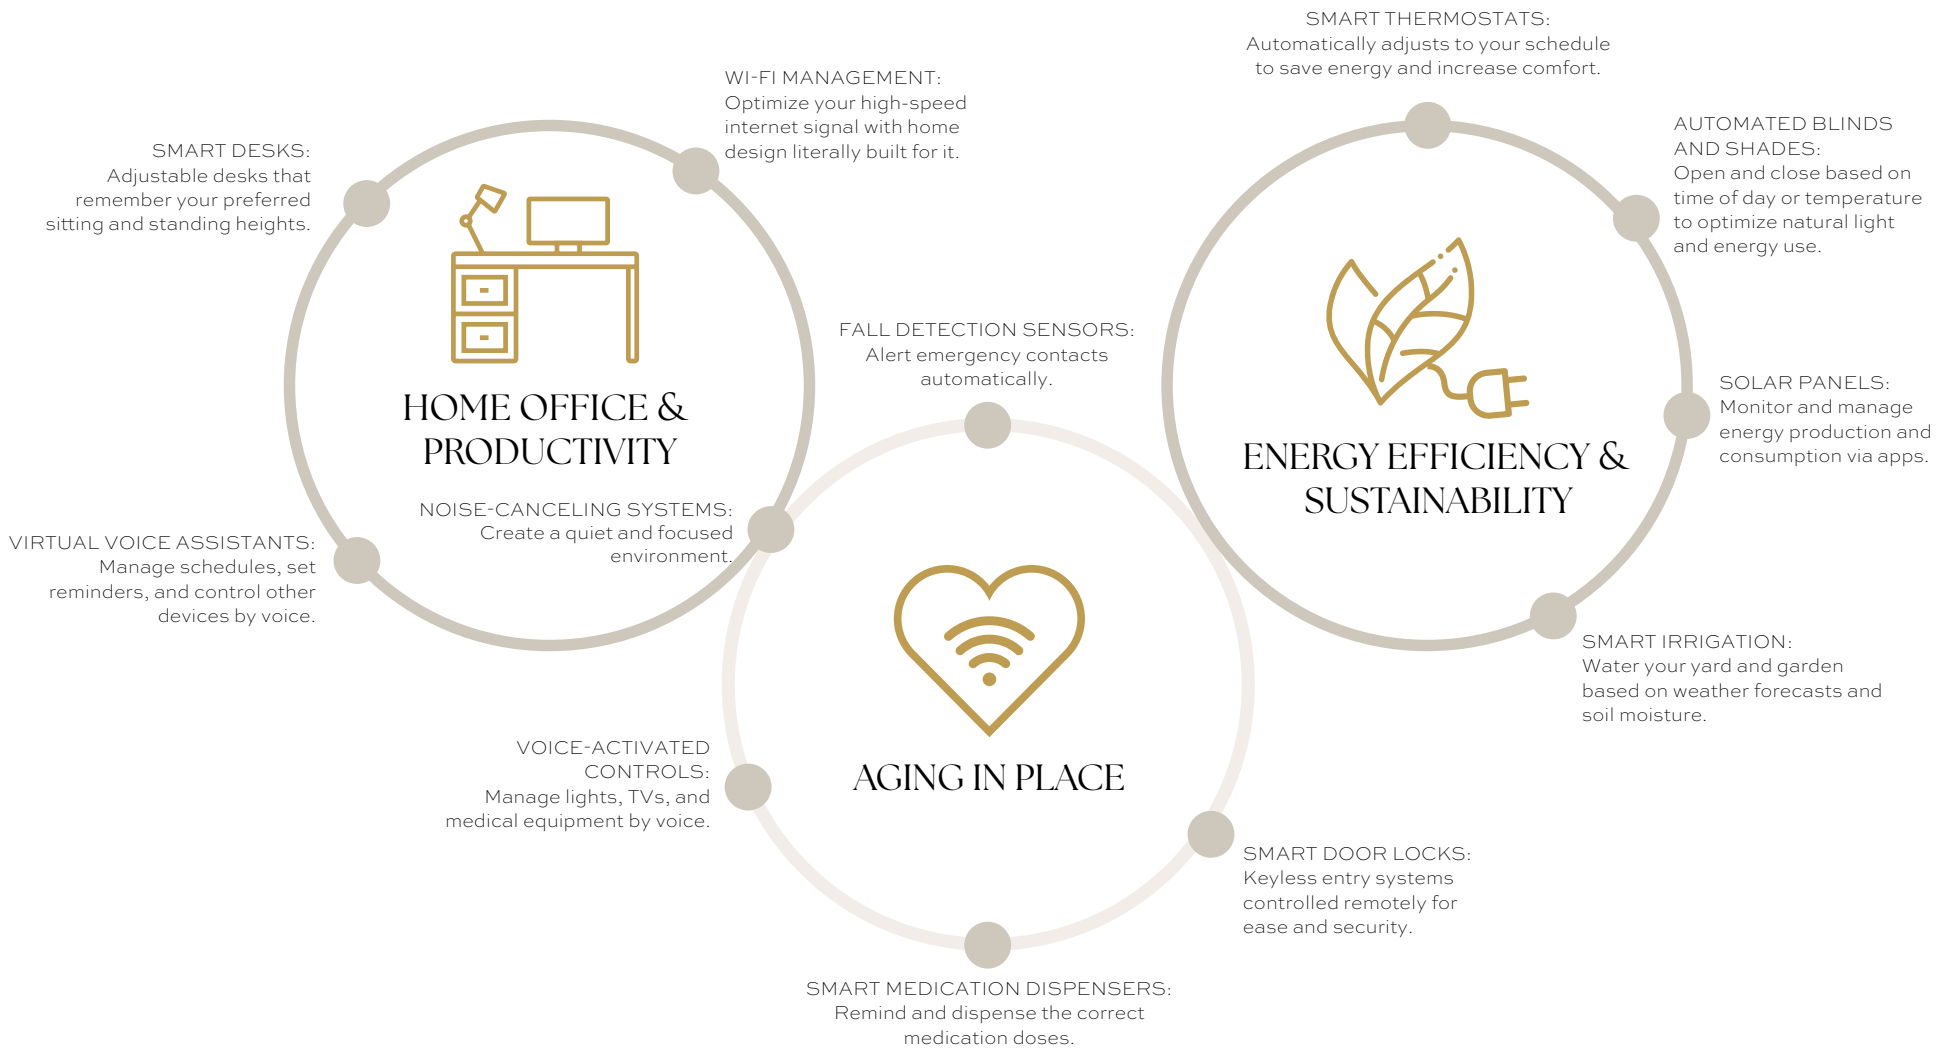 WI-FI MANAGEMENT:
Optimize your high-speed
internet signal with home
design literally built for it.
SMART DESKS:
Adjustable desks that
remember your preferred
sitting and standing heights.
HOME OFFICE &
PRODUCTIVITY
NOISE-CANCELING SYSTEMS:
Create a quiet and focused
environment.
VIRTUAL VOICE ASSISTANTS:
Manage schedules, set
reminders, and control other
devices by voice.
FALL DETECTION SENSORS:
Alert emergency contacts
automatically.
AGING IN PLACE
VOICE-ACTIVATED
CONTROLS:
Manage lights, TVs, and
medical equipment by voice.
SMART DOOR LOCKS:
Keyless entry systems
controlled remotely for
ease and security.
SMART MEDICATION DISPENSERS:
Remind and dispense the correct
medication doses.
SMART THERMOSTATS:
Automatically adjusts to your schedule
to save energy and increase comfort.
AUTOMATED BLINDS
AND SHADES:
Open and close based on
time of day or temperature
to optimize natural light
and energy use.
ENERGY EFFICIENCY &
SUSTAINABILITY
SOLAR PANELS:
Monitor and manage
energy production and
consumption via apps.
SMART IRRIGATION:
Water your yard and garden
based on weather forecasts and
soil moisture.